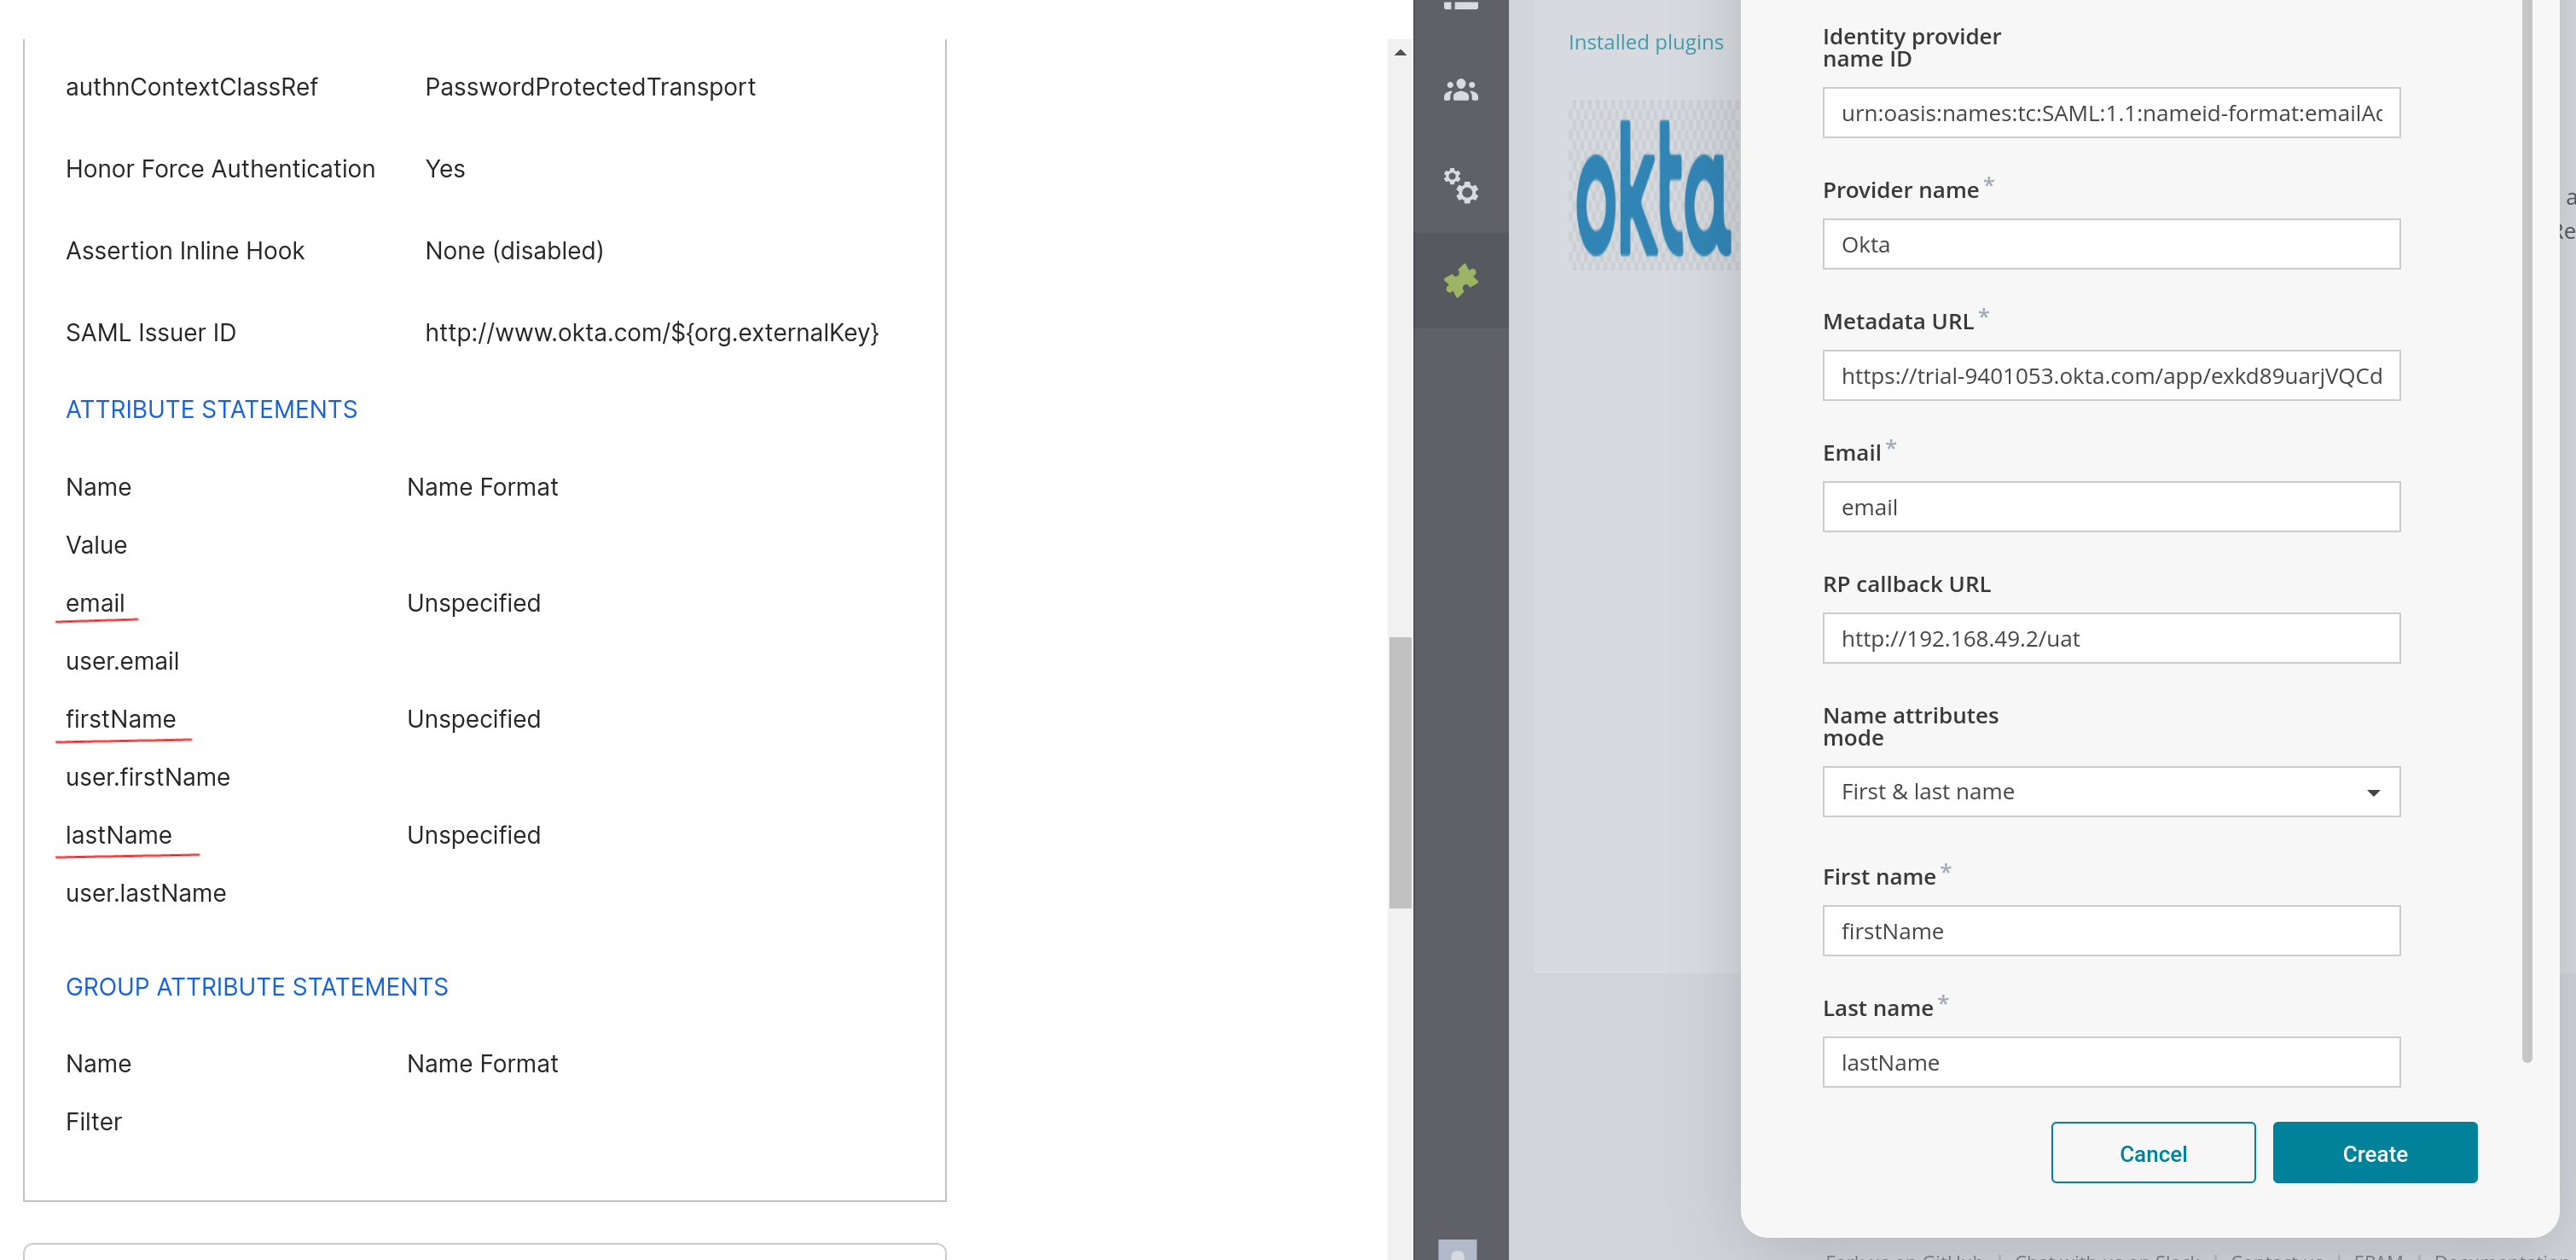 authnContextClassRef PasswordProtectedTransport
Honor Force Authentication Yes
Assertion Inline Hook None (disabled)
SAML Issuer ID http://www.okta.com/${org.externalKey}
ATTRIBUTE STATEMENTS
Name Name Format
Value
email Unspecified
user.email
firstName Unspecified
user.firstName
lastName Unspecified
user.lastName
GROUP ATTRIBUTE STATEMENTS
Name Name Format
Filter
Installed plugins
okta
Identity provider
name ID
urn:oasis:names:tc:SAML:1.1:nameid-format:emailAc
Provider name *
Okta
Metadata URL *
https://trial-9401053.okta.com/app/exkd89uarjVQCd
Email *
email
RP callback URL
http://192.168.49.2/uat
Name attributes
mode
First & last name
First name *
firstName
Last name *
lastName
Cancel Create